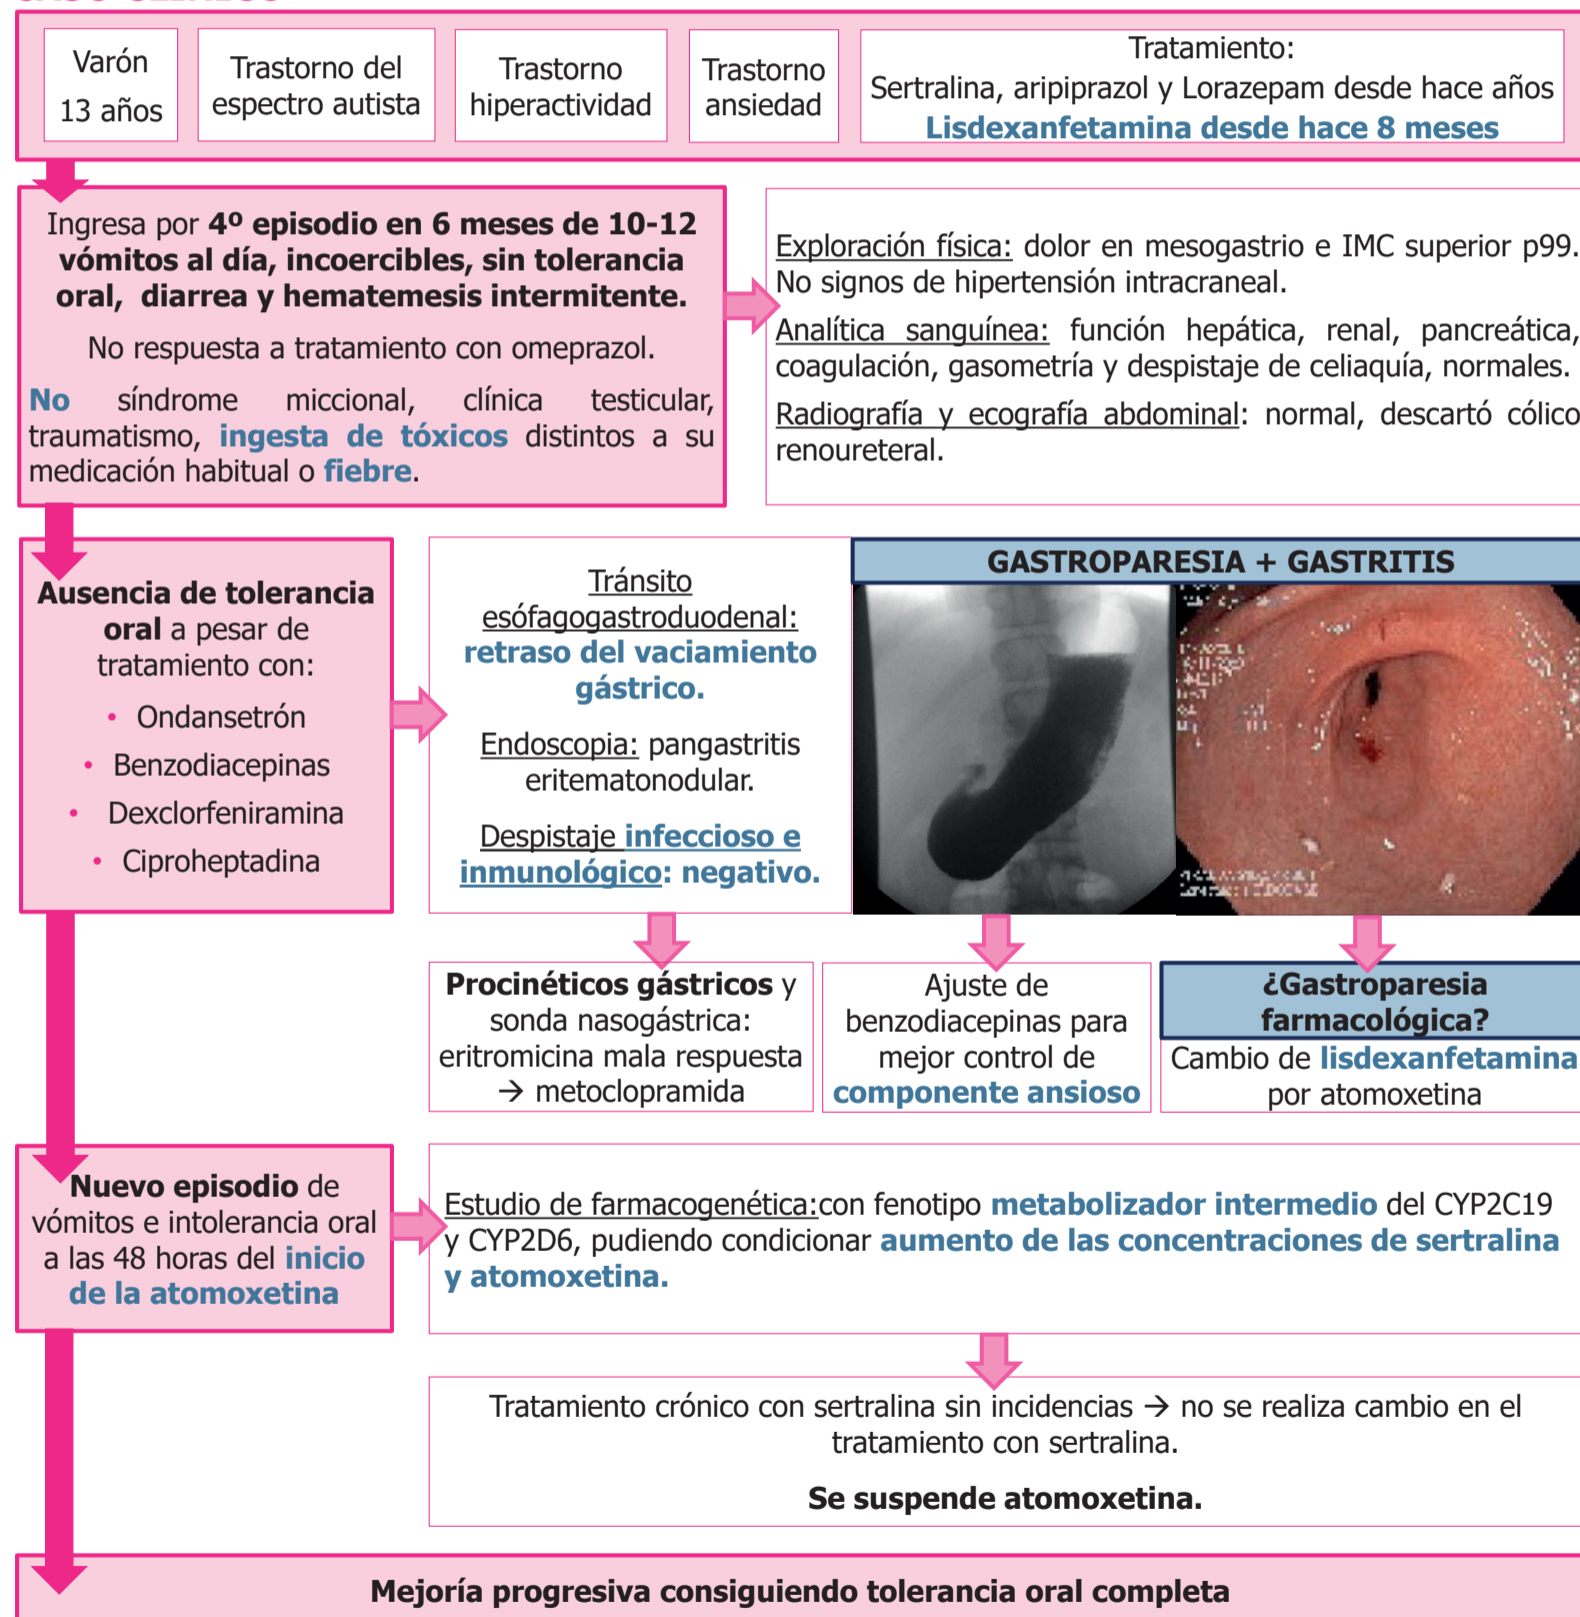 Varón
13 años
Trastorno del
espectro autista
Trastorno
hiperactividad
Trastorno
ansiedad
Tratamiento:
Sertralina, aripiprazol y Lorazepam desde hace años
Lisdexanfetamina desde hace 8 meses
Ingresa por 4º episodio en 6 meses de 10-12
vómitos al día, incoercibles, sin tolerancia
oral, diarrea y hematemesis intermitente.
No respuesta a tratamiento con omeprazol.
No síndrome miccional, clínica testicular,
traumatismo, ingesta de tóxicos distintos a su
medicación habitual o fiebre.
Exploración física: dolor en mesogastrio e IMC superior p99.
No signos de hipertensión intracraneal.
Analítica sanguínea: función hepática, renal, pancreática,
coagulación, gasometría y despistaje de celiaquía, normales.
Radiografía y ecografía abdominal: normal, descartó cólico
renoureteral.
Ausencia de tolerancia
oral a pesar de
tratamiento con:
• Ondansetrón
• Benzodiacepinas
• Dexclorfeniramina
• Ciproheptadina
Tránsito
esófagogastroduodenal:
retraso del vaciamiento
gástrico.
Endoscopia: pangastritis
eritematonodular.
Despistaje infeccioso e
inmunológico: negativo.
GASTROPARESIA + GASTRITIS
Procinéticos gástricos y
sonda nasogástrica:
eritromicina mala respuesta
→ metoclopramida
Ajuste de
benzodiacepinas para
mejor control de
componente ansioso
¿Gastroparesia
farmacológica?
Cambio de lisdexanfetamina
por atomoxetina
Nuevo episodio de
vómitos e intolerancia oral
a las 48 horas del inicio
de la atomoxetina
Estudio de farmacogenética:con fenotipo metabolizador intermedio del CYP2C19
y CYP2D6, pudiendo condicionar aumento de las concentraciones de sertralina
y atomoxetina.
Tratamiento crónico con sertralina sin incidencias → no se realiza cambio en el
tratamiento con sertralina.
Se suspende atomoxetina.
Mejoría progresiva consiguiendo tolerancia oral completa